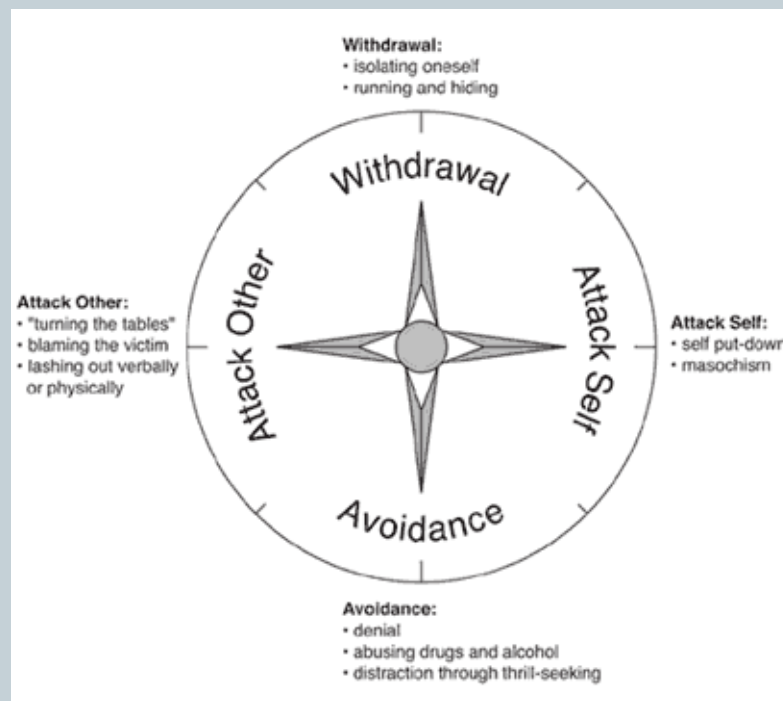 Withdrawal:
• isolating oneself
• running and hiding
Withdrawal
Attack Other:
• "turning the tables"
• blaming the victim
• lashing out verbally
or physically
Attack Other
Attack Self
Attack Self:
• self put-down
• masochism
Avoidance
Avoidance:
• denial
• abusing drugs and alcohol
• distraction through thrill-seeking